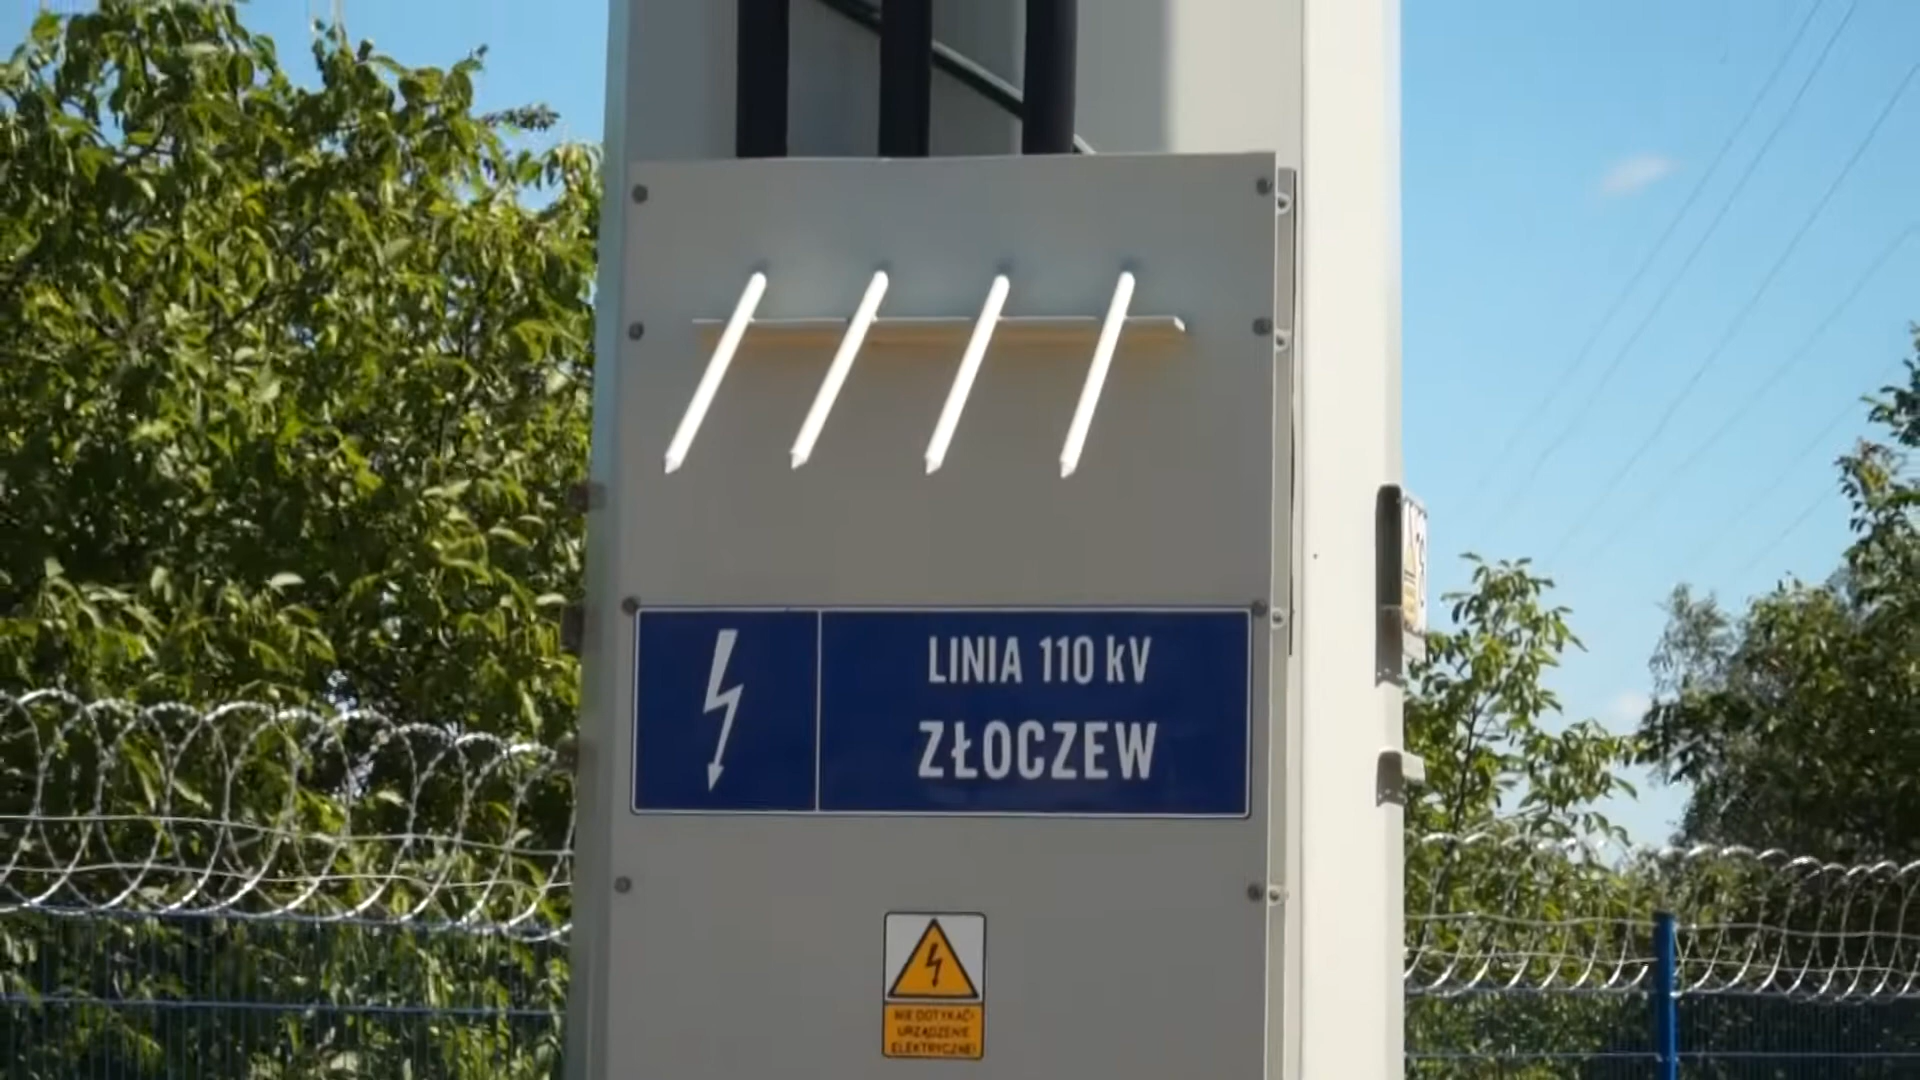 LINIA 110 kV
ZŁOCZEW
NIE DOTYKAĆ!
URZĄDZENIE
ELEKTRYCZNE!